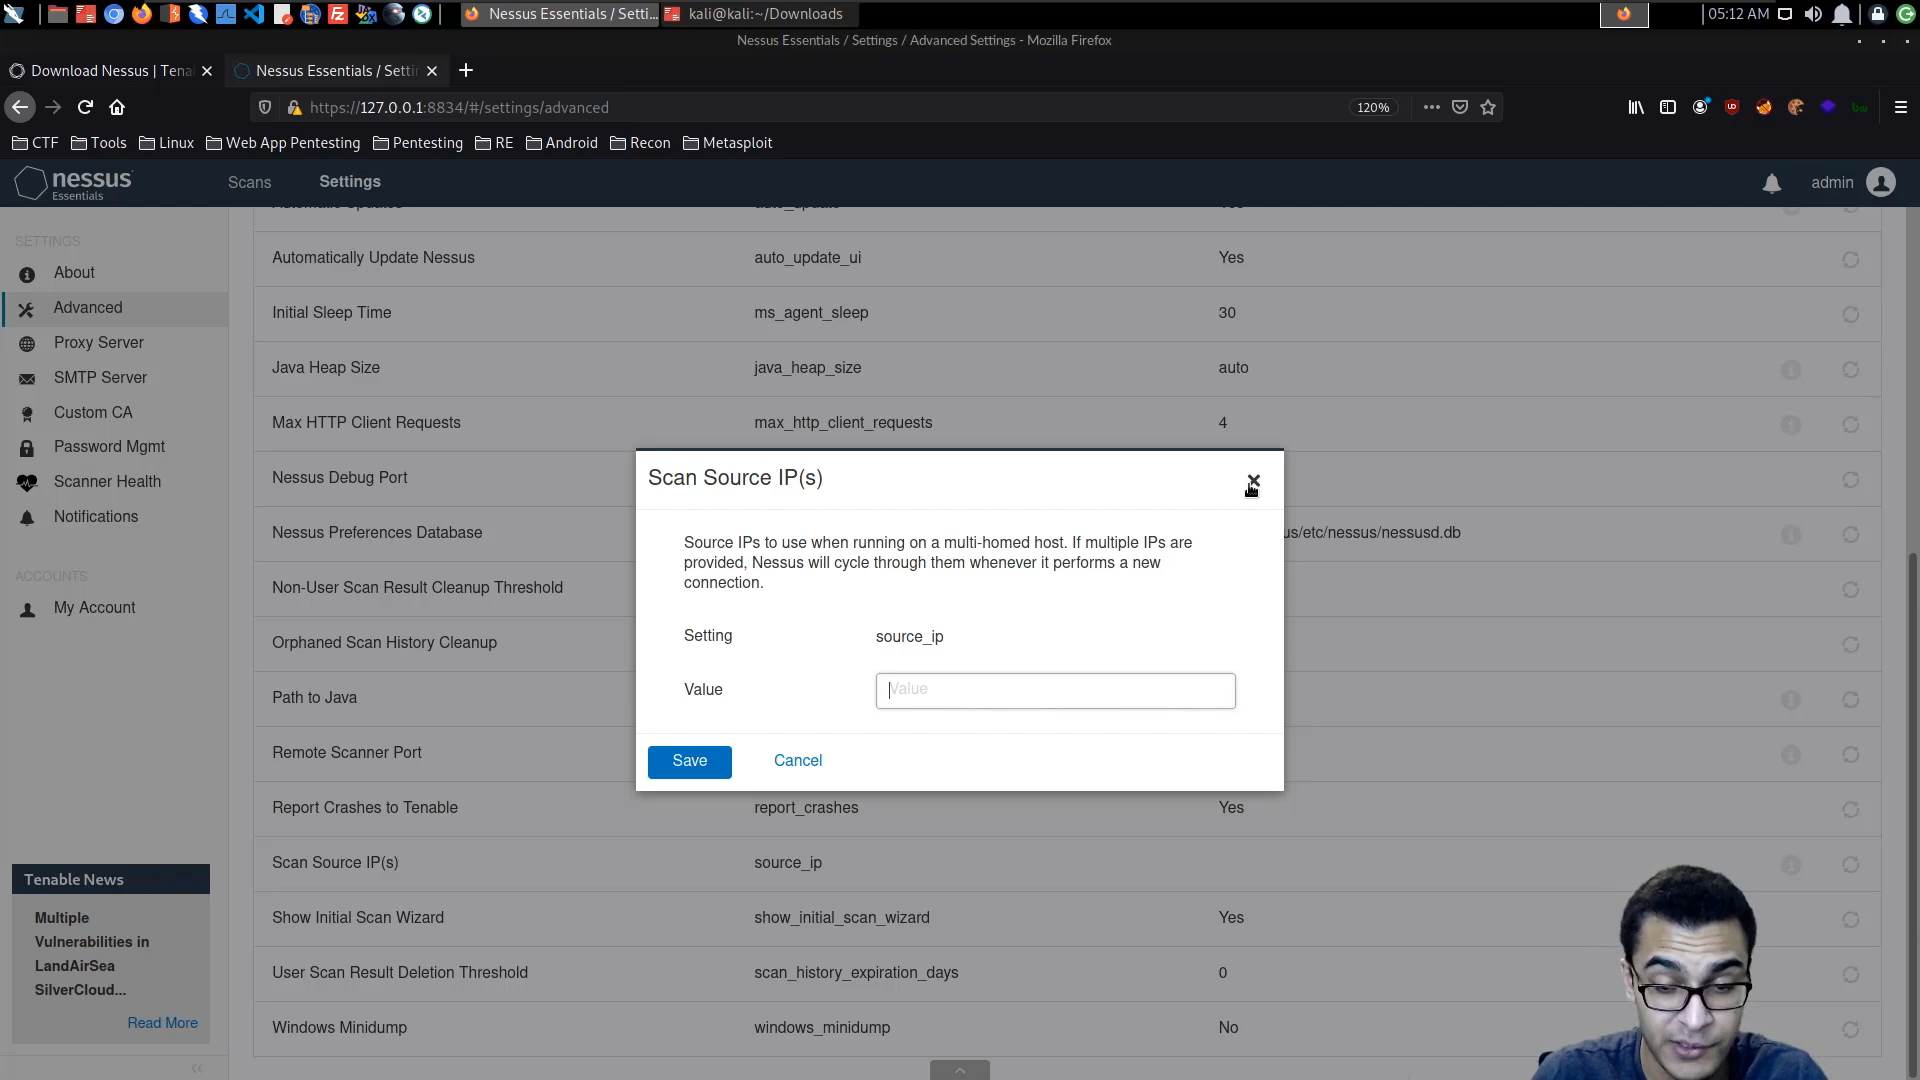 Nessus Essentials / Setti...
kali@kali:~/Downloads
05:12 AM
Nessus Essentials / Settings / Advanced Settings - Mozilla Firefox
Download Nessus | Tena
Nessus Essentials / Settin
https://127.0.0.1:8834/#/settings/advanced
120%
CTF
Tools
Linux
Web App Pentesting
Pentesting
RE
Android
Recon
Metasploit
nessus
Essentials
Scans
Settings
admin
SETTINGS
About
Advanced
Proxy Server
SMTP Server
Custom CA
Password Mgmt
Scanner Health
Notifications
ACCOUNTS
My Account
Tenable News
Multiple
Vulnerabilities in
LandAirSea
SilverCloud...
Read More
Automatic Updates auto_update Yes
Automatically Update Nessus auto_update_ui Yes
Initial Sleep Time ms_agent_sleep 30
Java Heap Size java_heap_size auto
Max HTTP Client Requests max_http_client_requests 4
Nessus Debug Port
Nessus Preferences Database us/etc/nessus/nessusd.db
Non-User Scan Result Cleanup Threshold
Orphaned Scan History Cleanup
Path to Java
Remote Scanner Port
Report Crashes to Tenable report_crashes Yes
Scan Source IP(s) source_ip
Show Initial Scan Wizard show_initial_scan_wizard Yes
User Scan Result Deletion Threshold scan_history_expiration_days 0
Windows Minidump windows_minidump No
Scan Source IP(s)
Source IPs to use when running on a multi-homed host. If multiple IPs are
provided, Nessus will cycle through them whenever it performs a new
connection.
Setting source_ip
Value Value
Save Cancel